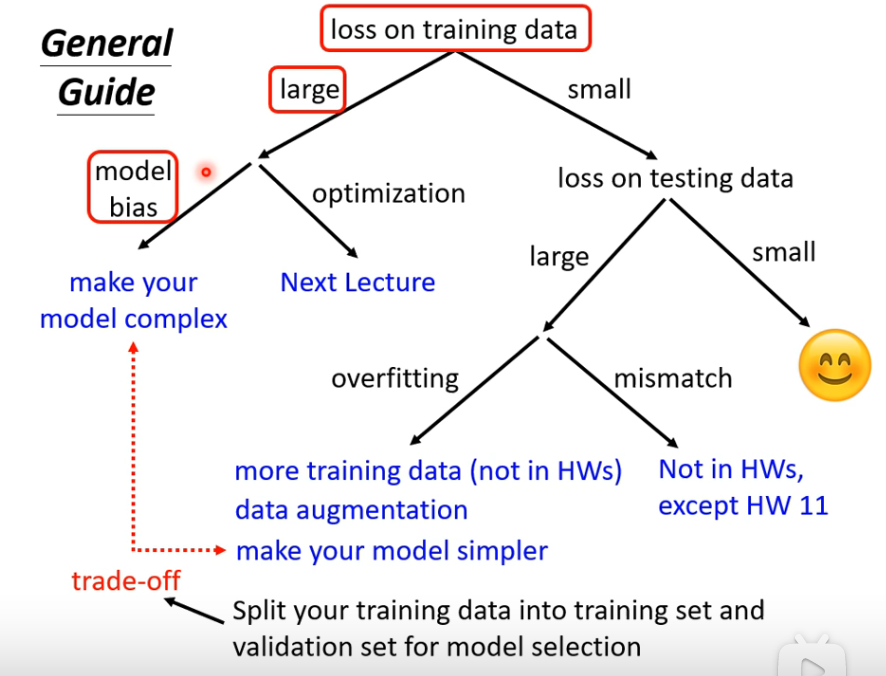 General
Guide
loss on training data
large
small
model
bias
optimization
loss on testing data
make your
model complex
Next Lecture
large
small
overfitting
mismatch
more training data (not in HWs)
data augmentation
make your model simpler
Not in HWs,
except HW 11
trade-off
Split your training data into training set and
validation set for model selection